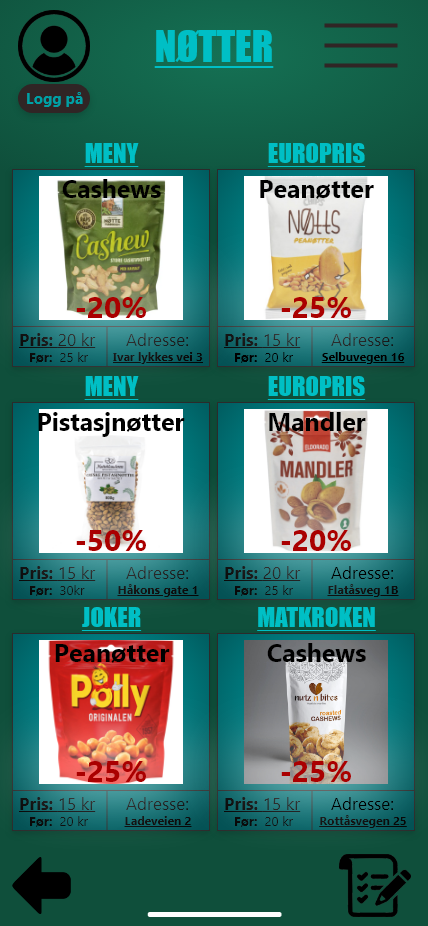 NØTTER
Logg på
MENY
EUROPRIS
Cashews
Cashew
-20%
Peanøtter
NØtts
PEANØTTER
-25%
Pris: 20 kr
Adresse:
Før: 25 kr
Ivar lykkes vei 3
Pris: 15 kr
Adresse:
Før: 20 kr
Selbuvegen 16
MENY
EUROPRIS
Pistasjnøtter
-50%
Mandler
ELDORADO
MANDLER
-20%
Pris: 15 kr
Adresse:
Før: 30kr
Håkons gate 1
Pris: 20 kr
Adresse:
Før: 25 kr
Flatåsveg 1B
JOKER
MATKROKEN
Peanøtter
Polly
ORIGINALEN
-25%
Cashews
nutz n bites
roasted
CASHEWS
-25%
Pris: 15 kr
Adresse:
Før: 20 kr
Ladeveien 2
Pris: 15 kr
Adresse:
Før: 20 kr
Rottåsvegen 25